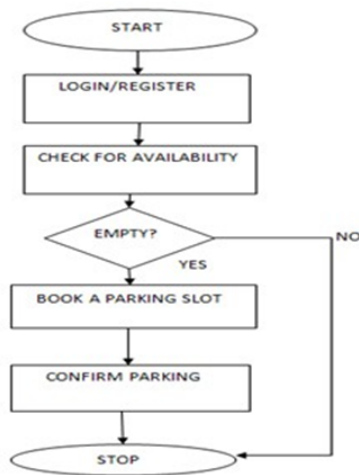 START
LOGIN/REGISTER
CHECK FOR AVAILABILITY
EMPTY?
NO
YES
BOOK A PARKING SLOT
CONFIRM PARKING
STOP